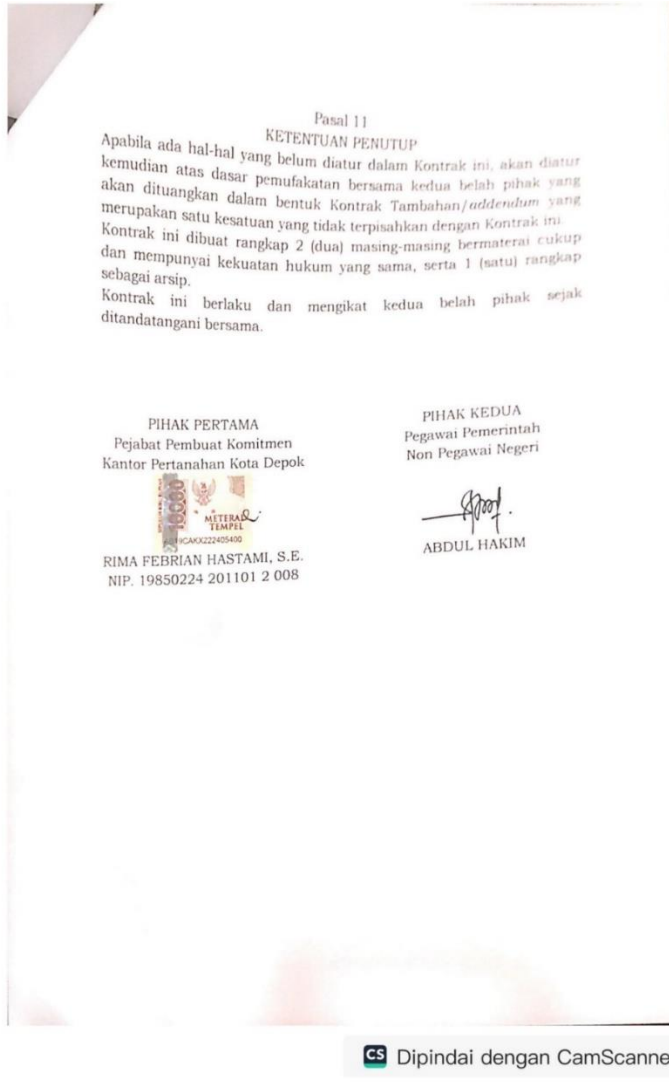 Pasal 11
KETENTUAN PENUTUP
Apabila ada hal-hal yang belum diatur dalam Kontrak ini, akan diatur
kemudian atas dasar pemufakatan bersama kedua belah pihak yang
akan dituangkan dalam bentuk Kontrak Tambahan/addendum yang
merupakan satu kesatuan yang tidak terpisahkan dengan Kontrak ini.
Kontrak ini dibuat rangkap 2 (dua) masing-masing bermaterai cukup
dan mempunyai kekuatan hukum yang sama, serta 1 (satu) rangkap
sebagai arsip.
Kontrak ini berlaku dan mengikat kedua belah pihak sejak
ditandatangani bersama.
PIHAK PERTAMA
Pejabat Pembuat Komitmen
Kantor Pertanahan Kota Depok
10000
METERAI
TEMPEL
RIMA FEBRIAN HASTAMI, S.E.
NIP. 19850224 201101 2 008
PIHAK KEDUA
Pegawai Pemerintah
Non Pegawai Negeri
ABDUL HAKIM
CS Dipindai dengan CamScanne